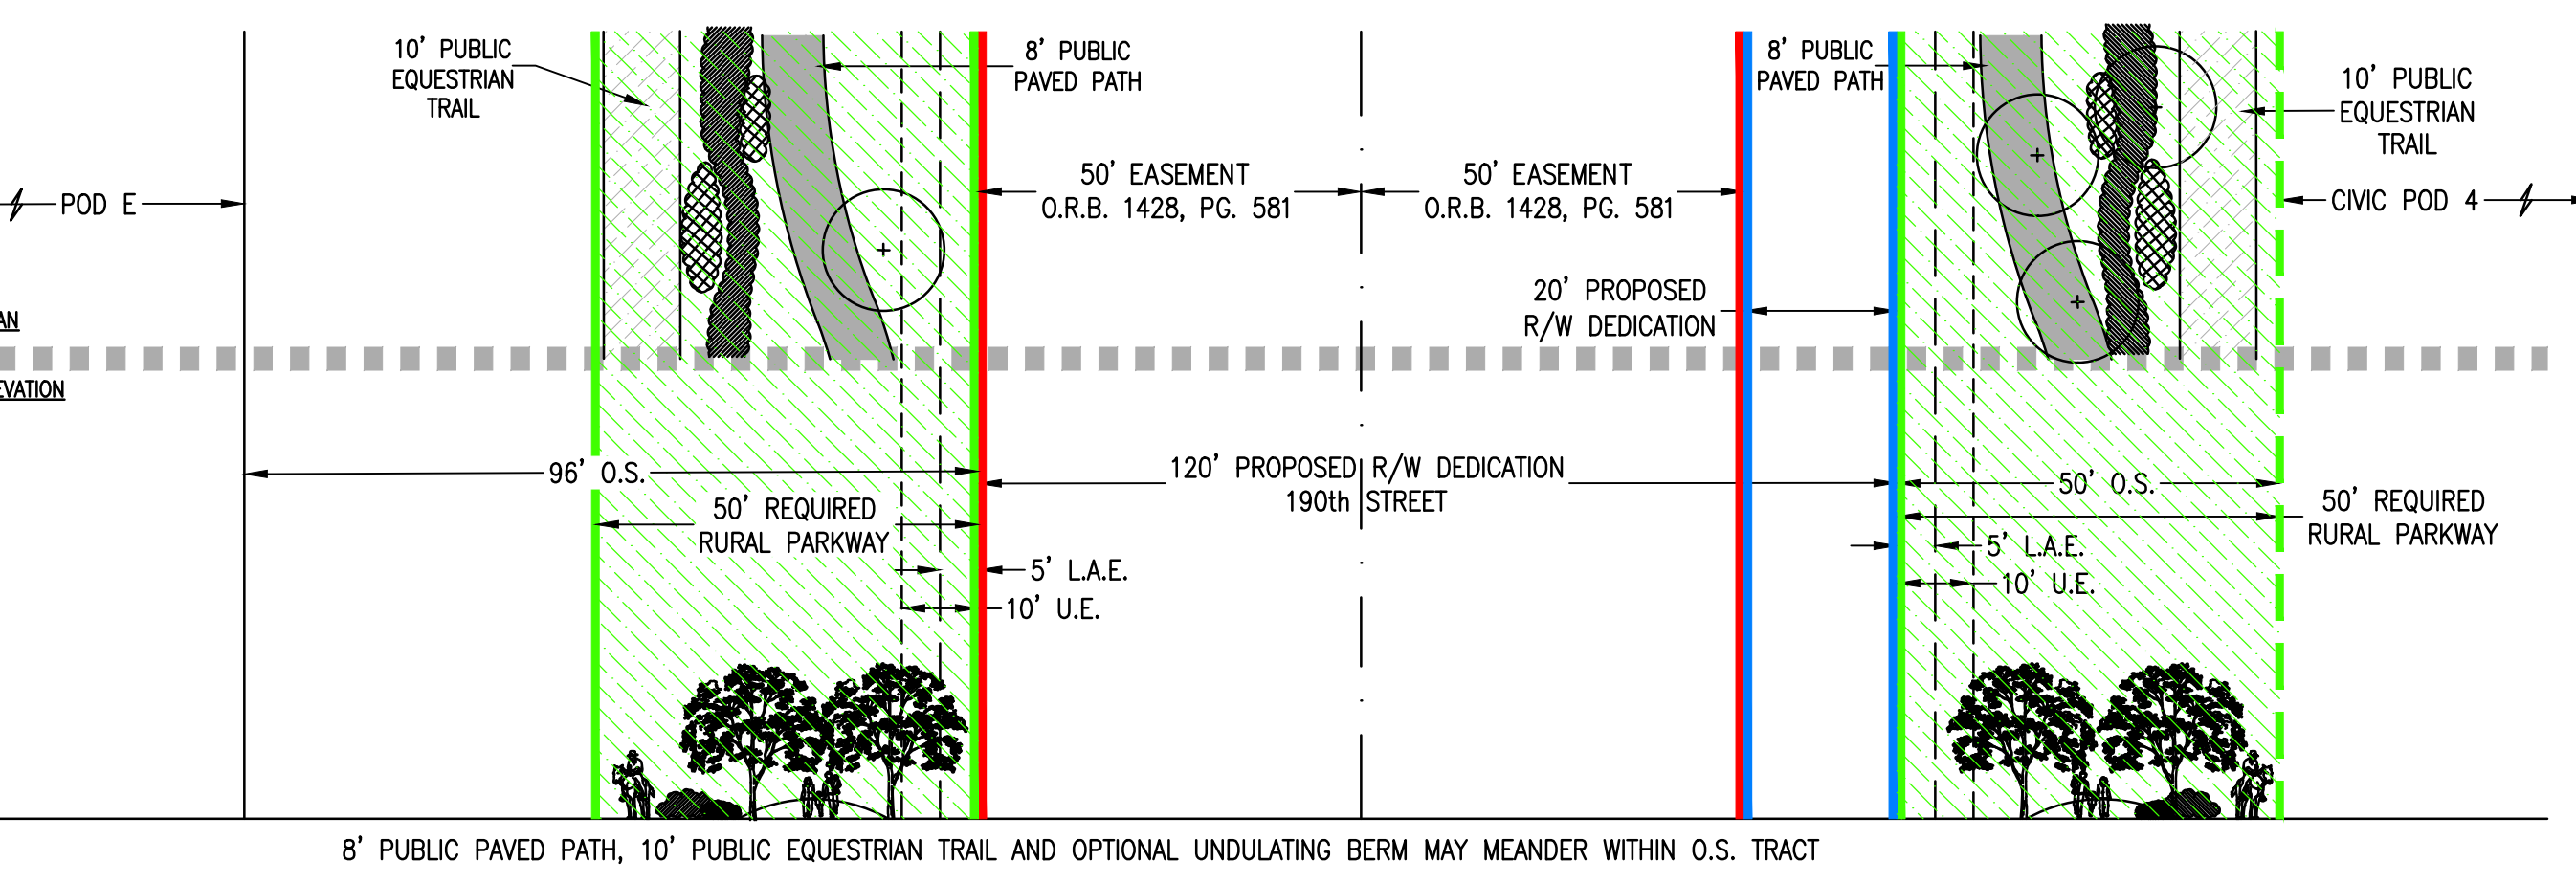 10' PUBLIC
EQUESTRIAN
TRAIL
8' PUBLIC
PAVED PATH
8' PUBLIC
PAVED PATH
10' PUBLIC
EQUESTRIAN
TRAIL
POD E
50' EASEMENT
O.R.B. 1428, PG. 581
50' EASEMENT
O.R.B. 1428, PG. 581
CIVIC POD 4
20' PROPOSED
R/W DEDICATION
96' O.S.
120' PROPOSED R/W DEDICATION
190th STREET
50' O.S.
50' REQUIRED
RURAL PARKWAY
50' REQUIRED
RURAL PARKWAY
5' L.A.E.
10' U.E.
5' L.A.E.
10' U.E.
8' PUBLIC PAVED PATH, 10' PUBLIC EQUESTRIAN TRAIL AND OPTIONAL UNDULATING BERM MAY MEANDER WITHIN O.S. TRACT